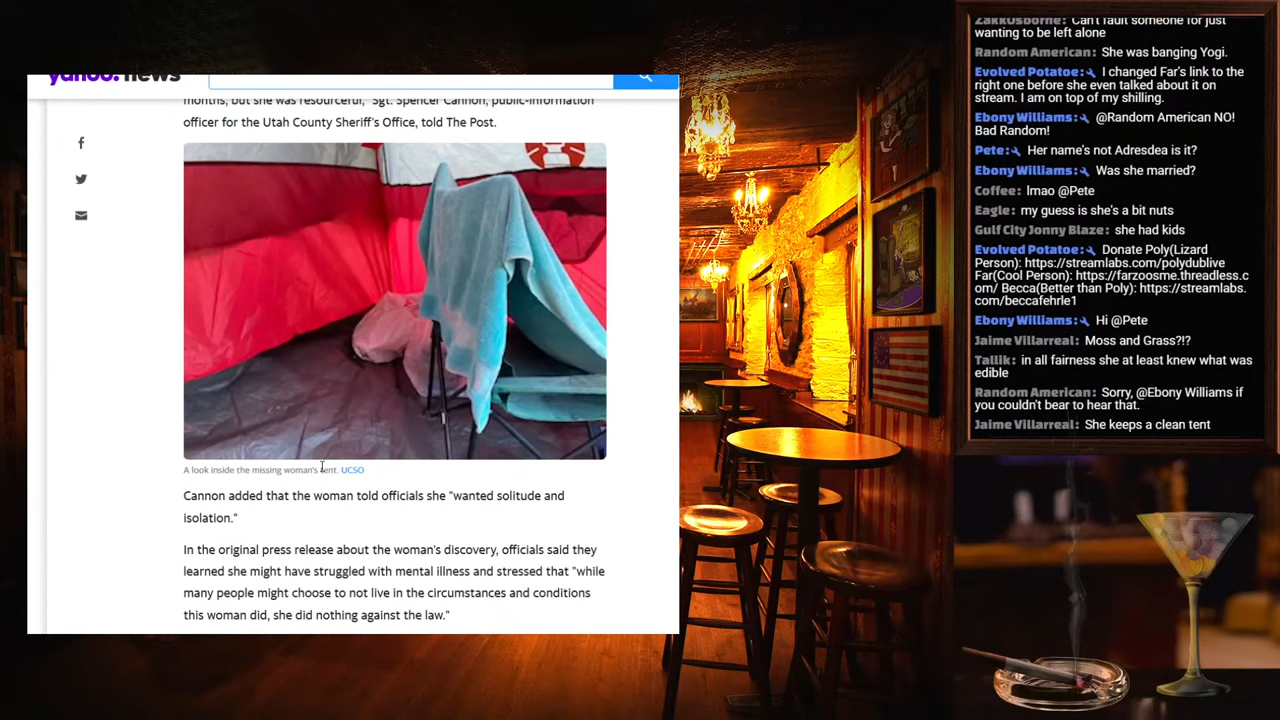 yahoo! news
months, but she was resourceful," Sgt. Spencer Cannon, public-information
officer for the Utah County Sheriff's Office, told The Post.
A look inside the missing woman's tent. UCSO
Cannon added that the woman told officials she "wanted solitude and
isolation."
In the original press release about the woman's discovery, officials said they
learned she might have struggled with mental illness and stressed that "while
many people might choose to not live in the circumstances and conditions
this woman did, she did nothing against the law."
ZakkOsborne: Can't fault someone for just
wanting to be left alone
Random American: She was banging Yogi.
Evolved Potatoe: I changed Far's link to the
right one before she even talked about it on
stream. I am on top of my shilling.
Ebony Williams: @Random American NO!
Bad Random!
Pete: Her name's not Adresdea is it?
Ebony Williams: Was she married?
Coffee: lmao @Pete
Eagle: my guess is she's a bit nuts
Gulf City Jonny Blaze: she had kids
Evolved Potatoe: Donate Poly(Lizard
Person): https://streamlabs.com/polydublive
Far(Cool Person): https://farzoosme.threadless.c
om/ Becca(Better than Poly): https://streamlabs.
com/beccafehrle1
Ebony Williams: Hi @Pete
Jaime Villarreal: Moss and Grass?!?
Tallik: in all fairness she at least knew what was
edible
Random American: Sorry, @Ebony Williams if
you couldn't bear to hear that.
Jaime Villarreal: She keeps a clean tent